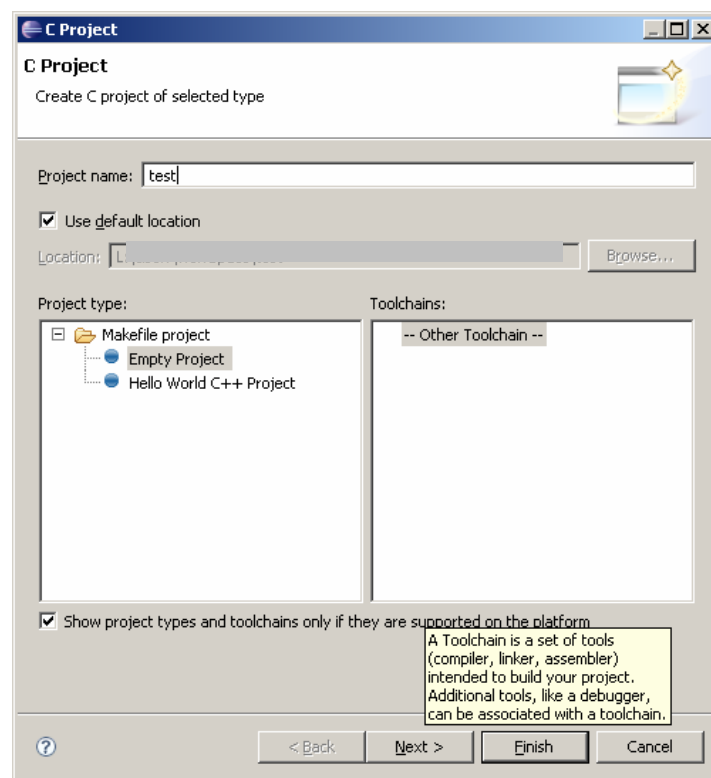 C Project
C Project
Create C project of selected type
Project name: test
Use default location
Location:
Browse...
Project type:
Toolchains:
Makefile project
Empty Project
Hello World C++ Project
-- Other Toolchain --
Show project types and toolchains only if they are supported on the platform
A Toolchain is a set of tools
(compiler, linker, assembler)
intended to build your project.
Additional tools, like a debugger,
can be associated with a toolchain.
< Back
Next >
Finish
Cancel